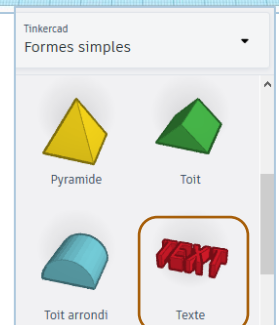 Tinkercad
Formes simples
Pyramide
Toit
TEXT
Toit arrondi
Texte